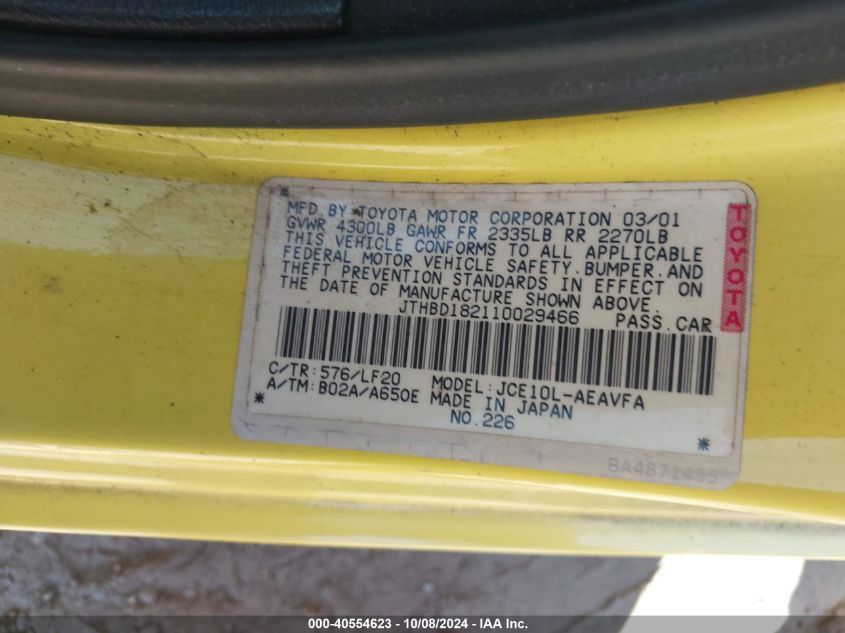 MFD. BY TOYOTA MOTOR CORPORATION 03/01
GVWR 4300LB GAWR FR 2335LB RR 2270LB
THIS VEHICLE CONFORMS TO ALL APPLICABLE
FEDERAL MOTOR VEHICLE SAFETY, BUMPER, AND
THEFT PREVENTION STANDARDS IN EFFECT ON
THE DATE OF MANUFACTURE SHOWN ABOVE.
JTHBD182110029466 PASS. CAR
TOYOTA
C/TR: 576/LF20 MODEL: JCE10L-AEAVFA
A/TM: B02A/A650E MADE IN JAPAN
NO. 226
BA4871495
000-40554623 - 10/08/2024 - IAA Inc.